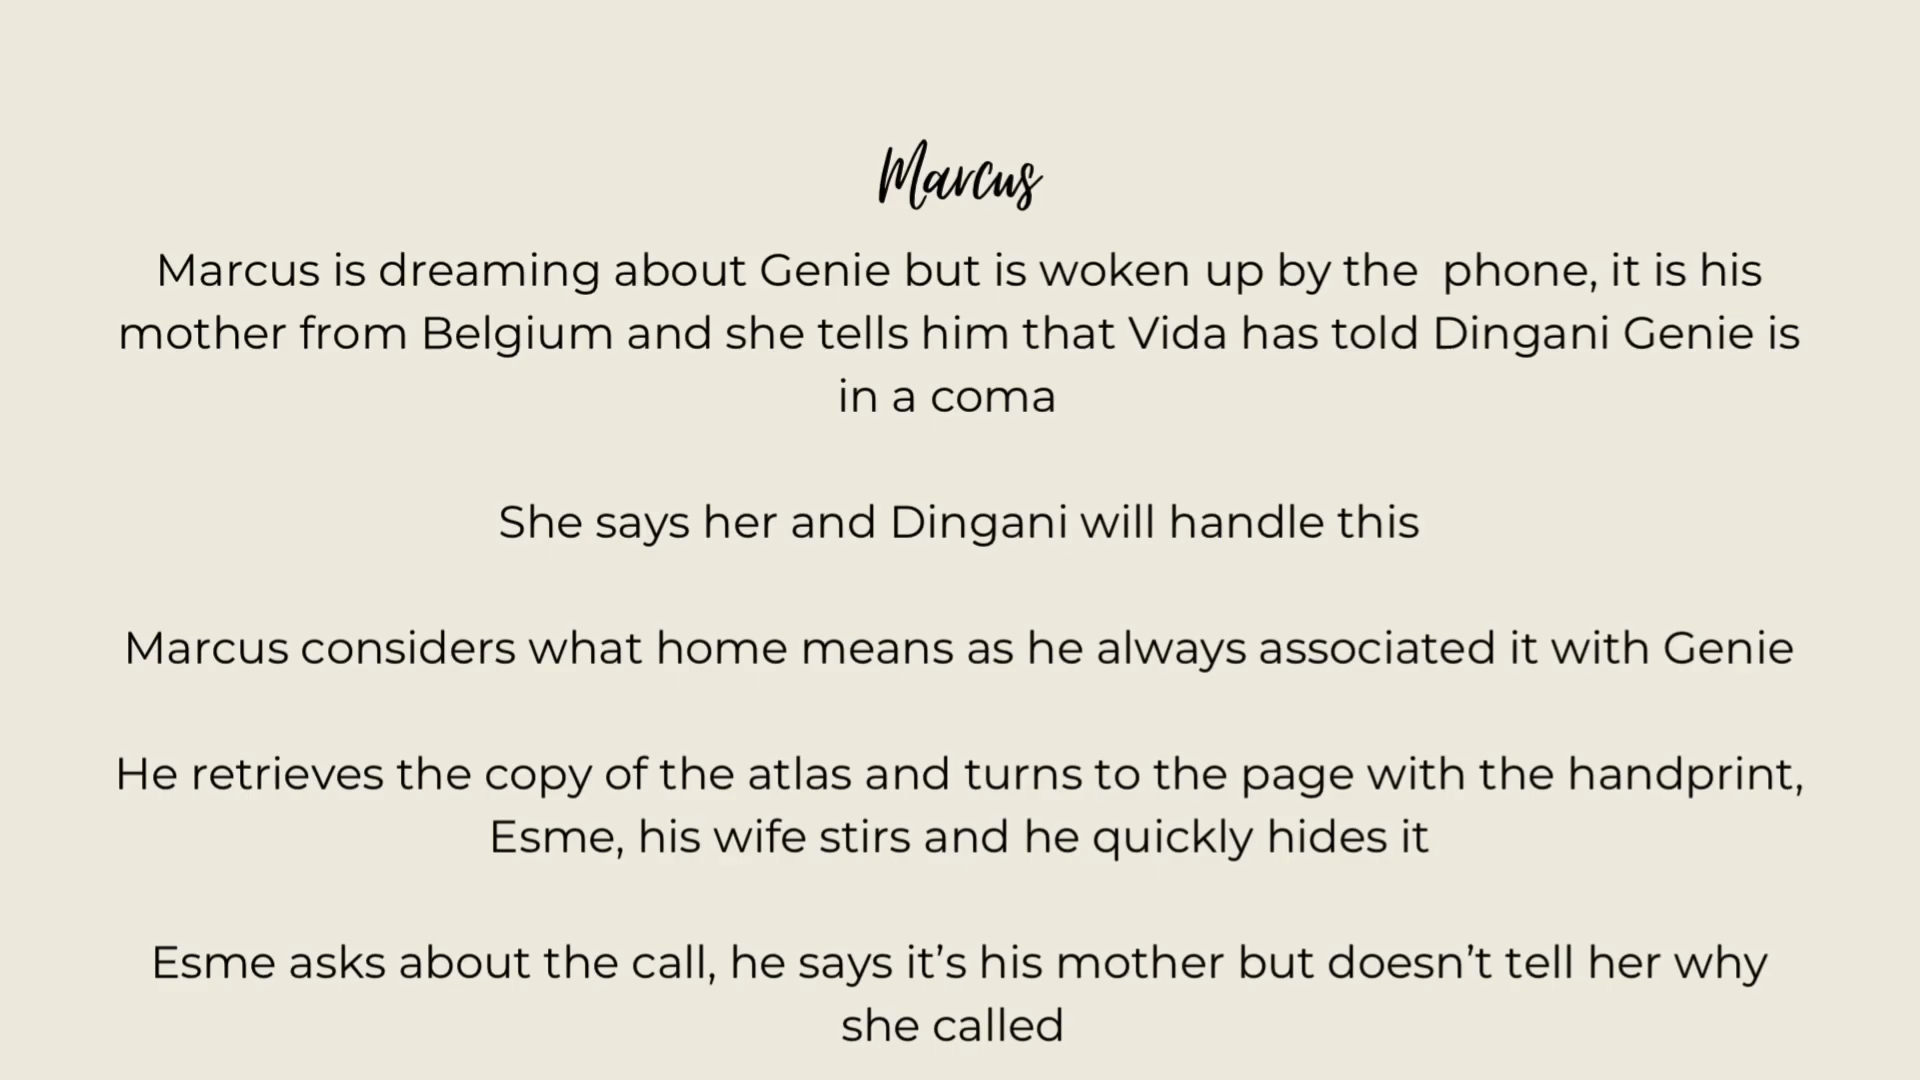 Marcus
Marcus is dreaming about Genie but is woken up by the  phone, it is his
mother from Belgium and she tells him that Vida has told Dingani Genie is
in a coma
She says her and Dingani will handle this
Marcus considers what home means as he always associated it with Genie
He retrieves the copy of the atlas and turns to the page with the handprint,
Esme, his wife stirs and he quickly hides it
Esme asks about the call, he says it’s his mother but doesn’t tell her why
she called